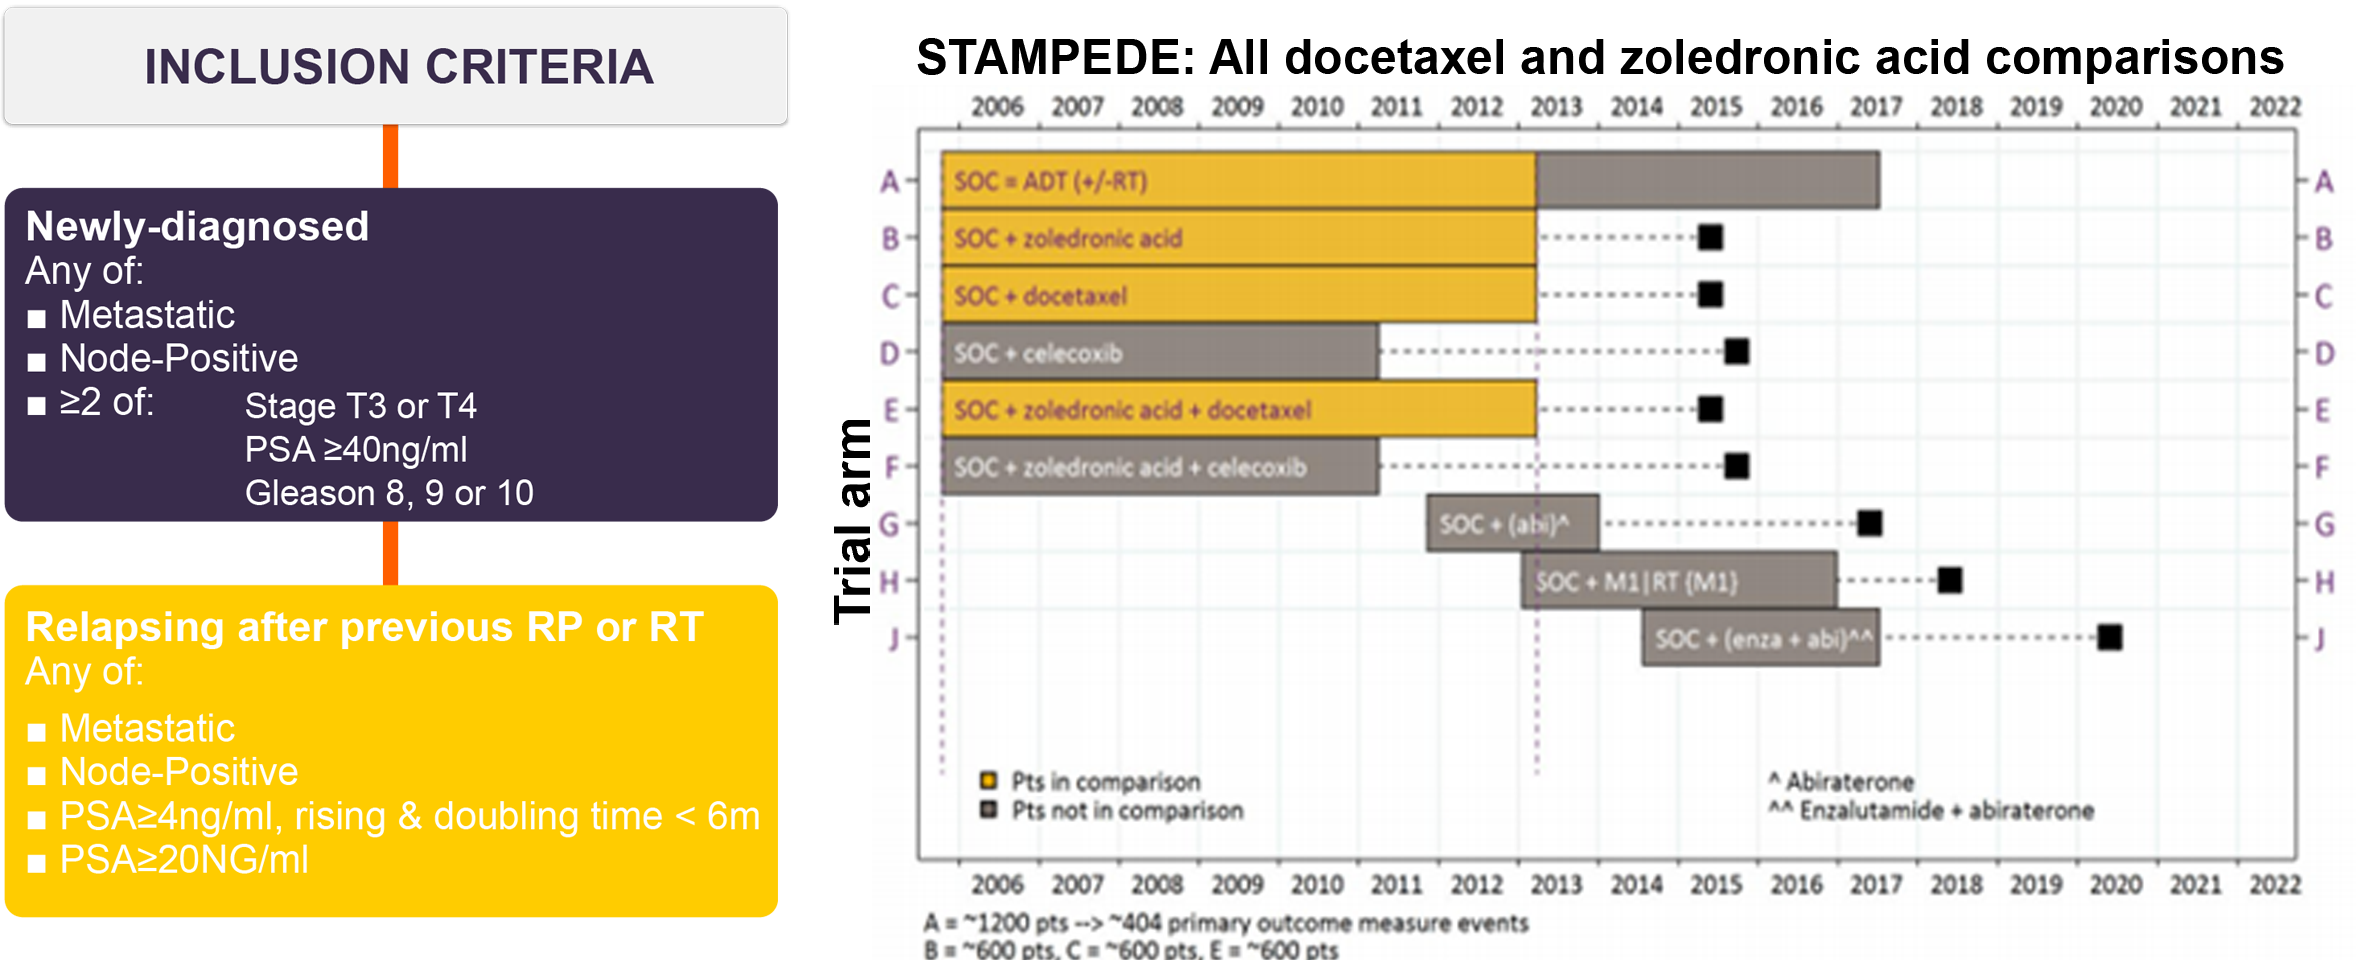 INCLUSION CRITERIA
Newly-diagnosed
Any of:
■ Metastatic
■ Node-Positive
■ ≥2 of: Stage T3 or T4
PSA ≥40ng/ml
Gleason 8, 9 or 10
Relapsing after previous RP or RT
Any of:
■ Metastatic
■ Node-Positive
■ PSA≥4ng/ml, rising & doubling time < 6m
■ PSA≥20NG/ml
STAMPEDE: All docetaxel and zoledronic acid comparisons
2006 2007 2008 2009 2010 2011 2012 2013 2014 2015 2016 2017 2018 2019 2020 2021 2022
Trial arm
A SOC = ADT (+/-RT) A
B SOC + zoledronic acid B
C SOC + docetaxel C
D SOC + celecoxib D
E SOC + zoledronic acid + docetaxel E
F SOC + zoledronic acid + celecoxib F
G SOC + (abi)^ G
H SOC + M1|RT {M1} H
J SOC + (enza + abi)^^ J
Pts in comparison
Pts not in comparison
^ Abiraterone
^^ Enzalutamide + abiraterone
2006 2007 2008 2009 2010 2011 2012 2013 2014 2015 2016 2017 2018 2019 2020 2021 2022
A = ~1200 pts --> ~404 primary outcome measure events
B = ~600 pts, C = ~600 pts, E = ~600 pts